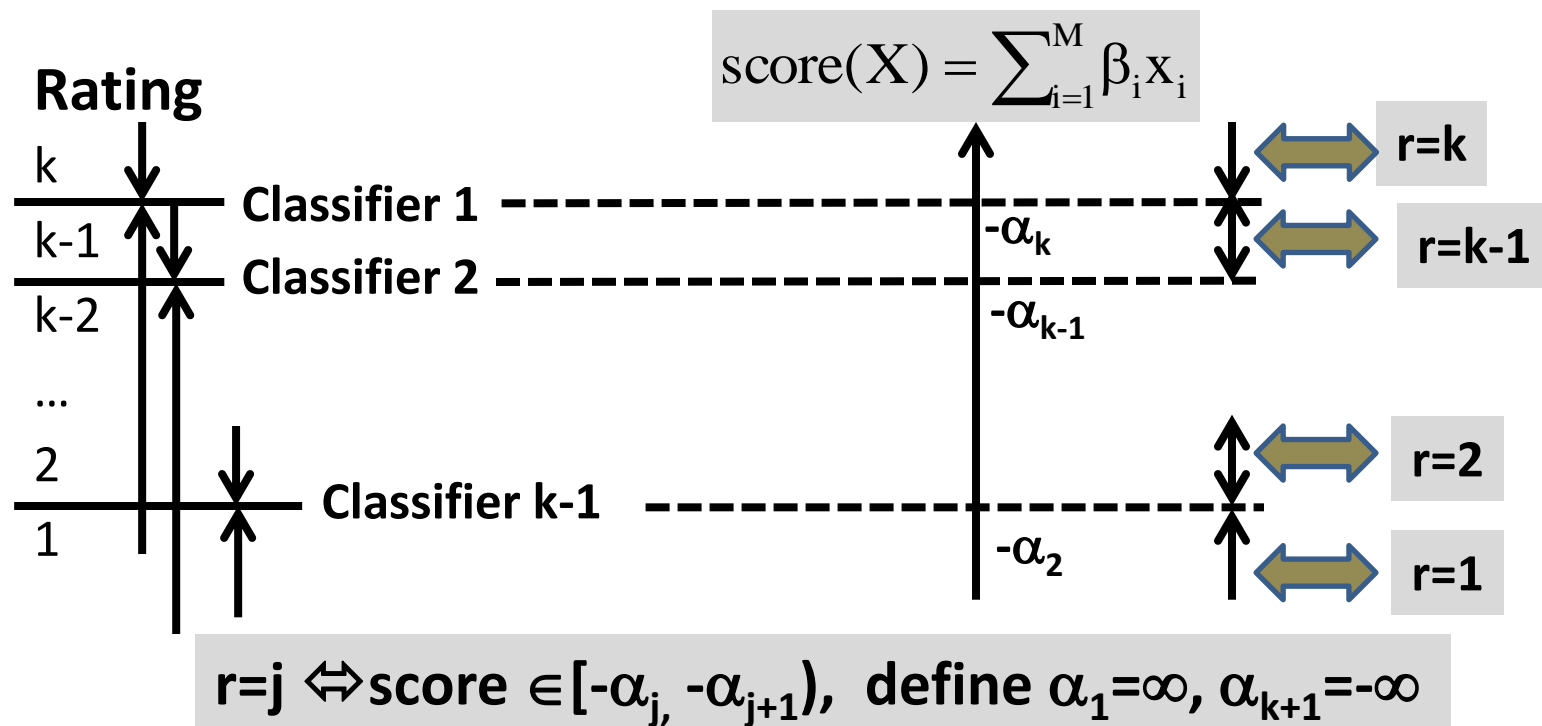 score(X) = ∑_{i=1}^{M} β_i x_i
Rating
k
Classifier 1
-α_k
r=k
k-1
Classifier 2
-α_{k-1}
r=k-1
k-2
...
2
r=2
Classifier k-1
-α_2
1
r=1
r=j ⇔score ∈[-α_{j,} -α_{j+1}), define α_1=∞, α_{k+1}=-∞